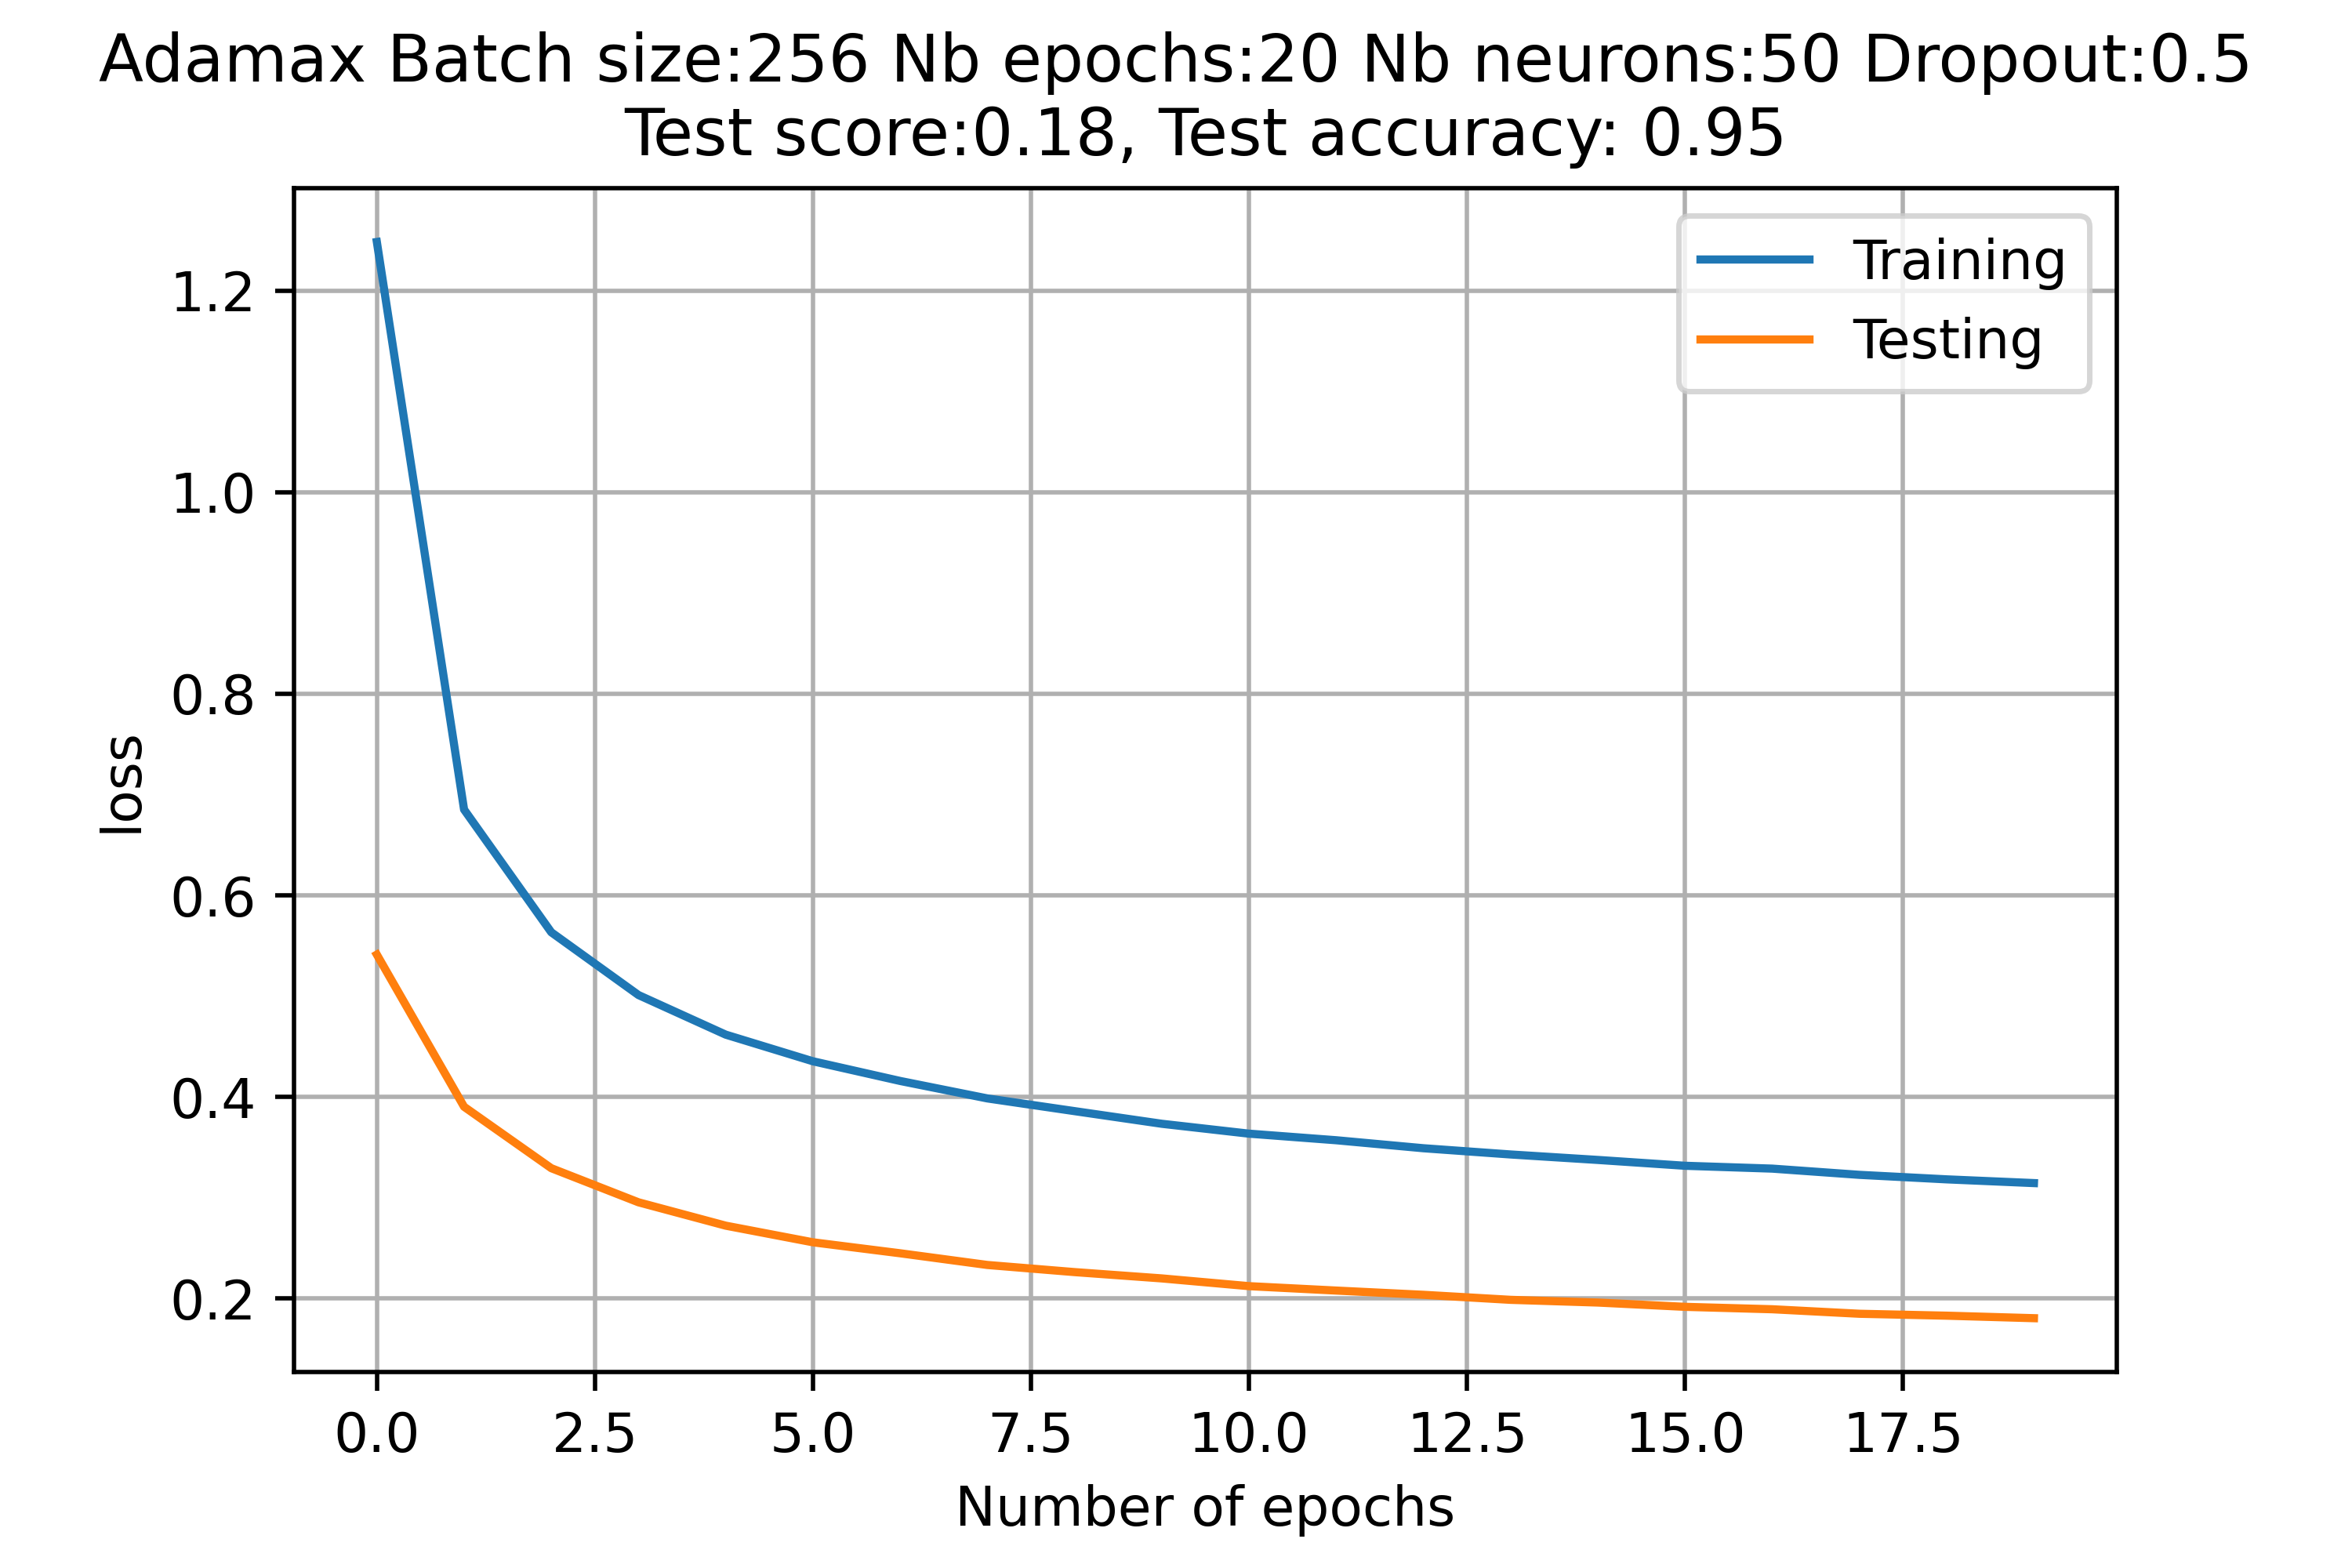 Adamax Batch size:256 Nb epochs:20 Nb neurons:50 Dropout:0.5
Test score:0.18, Test accuracy: 0.95
Training
Testing
1.2
1.0
0.8
0.6
0.4
0.2
loss
0.0 2.5 5.0 7.5 10.0 12.5 15.0 17.5
Number of epochs